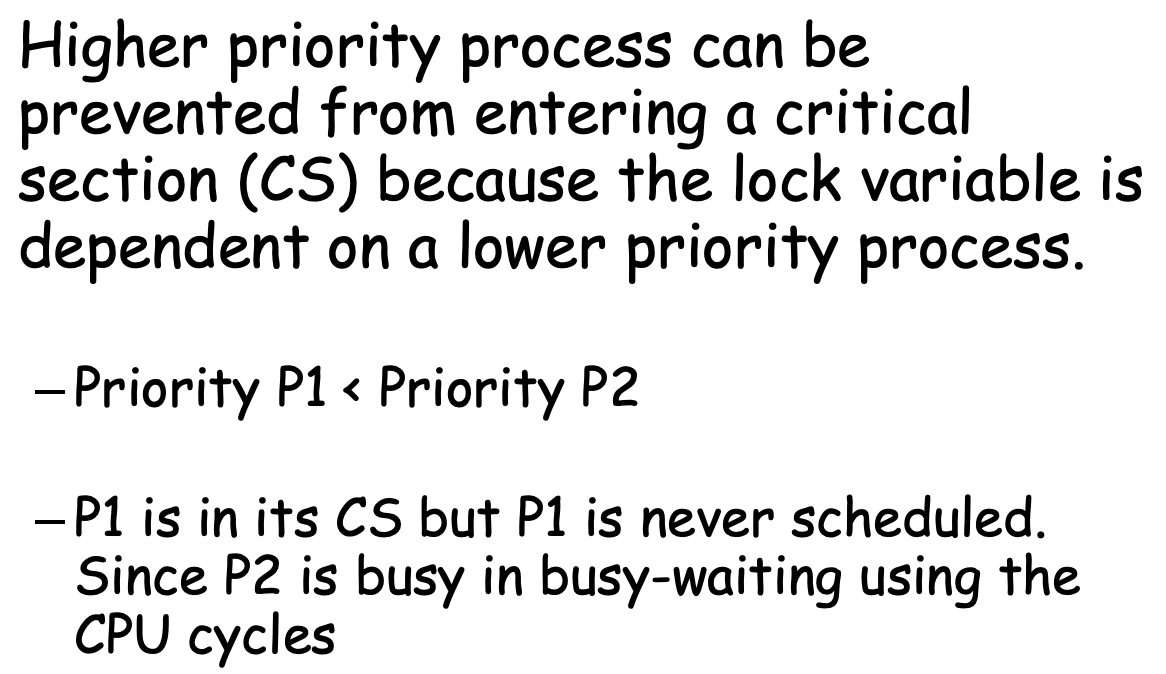 Higher priority process can be
prevented from entering a critical
section (CS) because the lock variable is
dependent on a lower priority process.
– Priority P1 < Priority P2
– P1 is in its CS but P1 is never scheduled.
Since P2 is busy in busy-waiting using the
CPU cycles